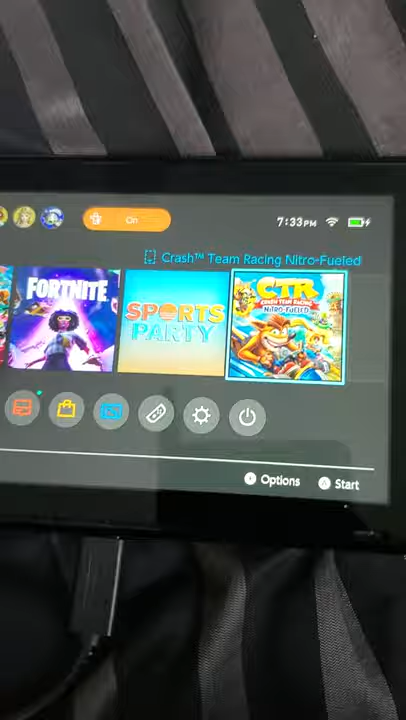 On
7:33PM
Crash™ Team Racing Nitro-Fueled
FORTNITE
SPORTS
PARTY
CTR
CRASH TEAM RACING
NITRO-FUELED
Options
A Start